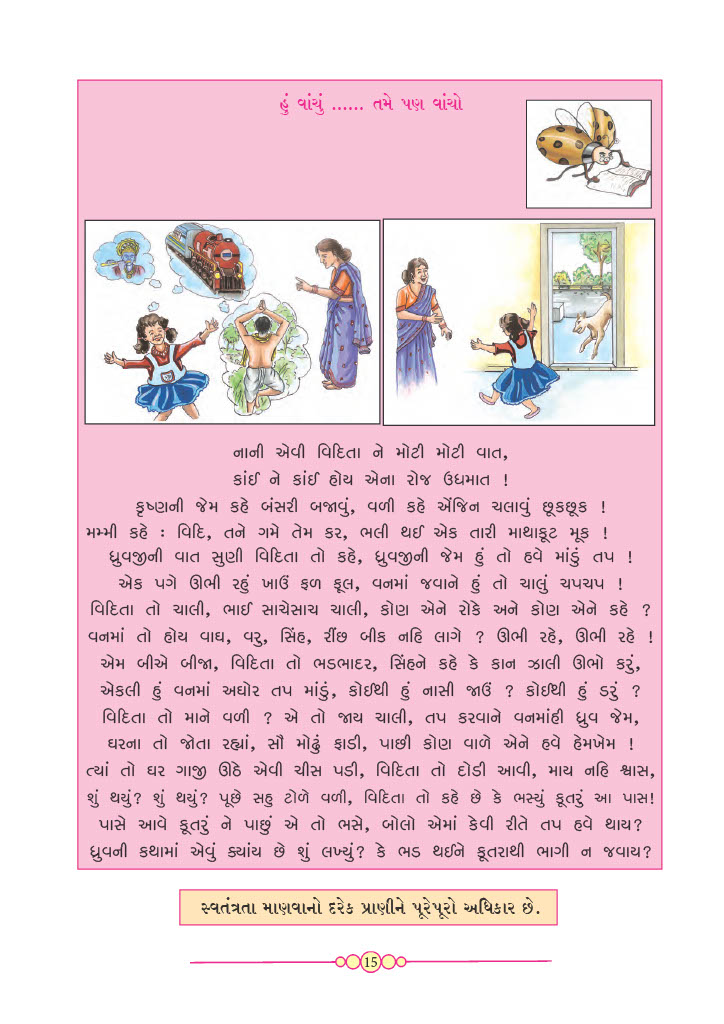 હું વાંચું ...... તમે પણ વાંચો
નાની એવી વિદિતા ને મોટી મોટી વાત,
કાંઈ ને કાંઈ હોય એના રોજ ઉધમાત !
કૃષ્ણની જેમ કહે બંસરી બજાવું, વળી કહે એંજિન ચલાવું છૂકછૂક !
મમ્મી કહે : વિદિ, તને ગમે તેમ કર, ભલી થઈ એક તારી માથાકૂટ મૂક !
ધ્રુવજીની વાત સુણી વિદિતા તો કહે, ધ્રુવજીની જેમ હું તો હવે માંડું તપ !
એક પગે ઊભી રહું ખાઉં ફળ ફૂલ, વનમાં જવાને હું તો ચાલું ચપચપ !
વિદિતા તો ચાલી, ભાઈ સાચેસાચ ચાલી, કોણ એને રોકે અને કોણ એને કહે ?
વનમાં તો હોય વાઘ, વરુ, સિંહ, રીંછ બીક નહિ લાગે ? ઊભી રહે, ઊભી રહે !
એમ બીએ બીજા, વિદિતા તો ભડભાદર, સિંહને કહે કે કાન ઝાલી ઊભો કરું,
એકલી હું વનમાં અઘોર તપ માંડું, કોઈથી હું નાસી જાઉં ? કોઈથી હું ડરું ?
વિદિતા તો માને વળી ? એ તો જાય ચાલી, તપ કરવાને વનમાંહી ધ્રુવ જેમ,
ઘરના તો જોતા રહ્યાં, સૌ મોઢું ફાડી, પાછી કોણ વાળે એને હવે હેમખેમ !
ત્યાં તો ઘર ગાજી ઊઠે એવી ચીસ પડી, વિદિતા તો દોડી આવી, માય નહિ શ્વાસ,
શું થયું? શું થયું? પૂછે સહુ ટોળે વળી, વિદિતા તો કહે છે કે ભસ્યું કૂતરું આ પાસ!
પાસે આવે કૂતરું ને પાછું એ તો ભસે, બોલો એમાં કેવી રીતે તપ હવે થાય?
ધ્રુવની કથામાં એવું ક્યાંય છે શું લખ્યું? કે ભડ થઈને કૂતરાથી ભાગી ન જવાય?
સ્વતંત્રતા માણવાનો દરેક પ્રાણીને પૂરેપૂરો અધિકાર છે.
15